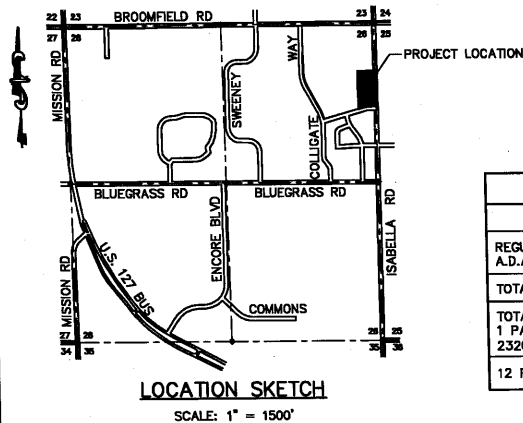 22 23
BROOMFIELD RD
23 24
27 26
26 25
PROJECT LOCATION
MISSION RD
SWEENEY
WAY
COLLIGATE
BLUEGRASS RD
BLUEGRASS RD
ISABELLA RD
ENCORE BLVD
U.S. 127 BUS
MISSION RD
COMMONS
27 26
34 35
26 25
35 36
LOCATION SKETCH
SCALE: 1" = 1500'
REGU
A.D.A
TOTA
TOTA
1 PA
2320
12 F